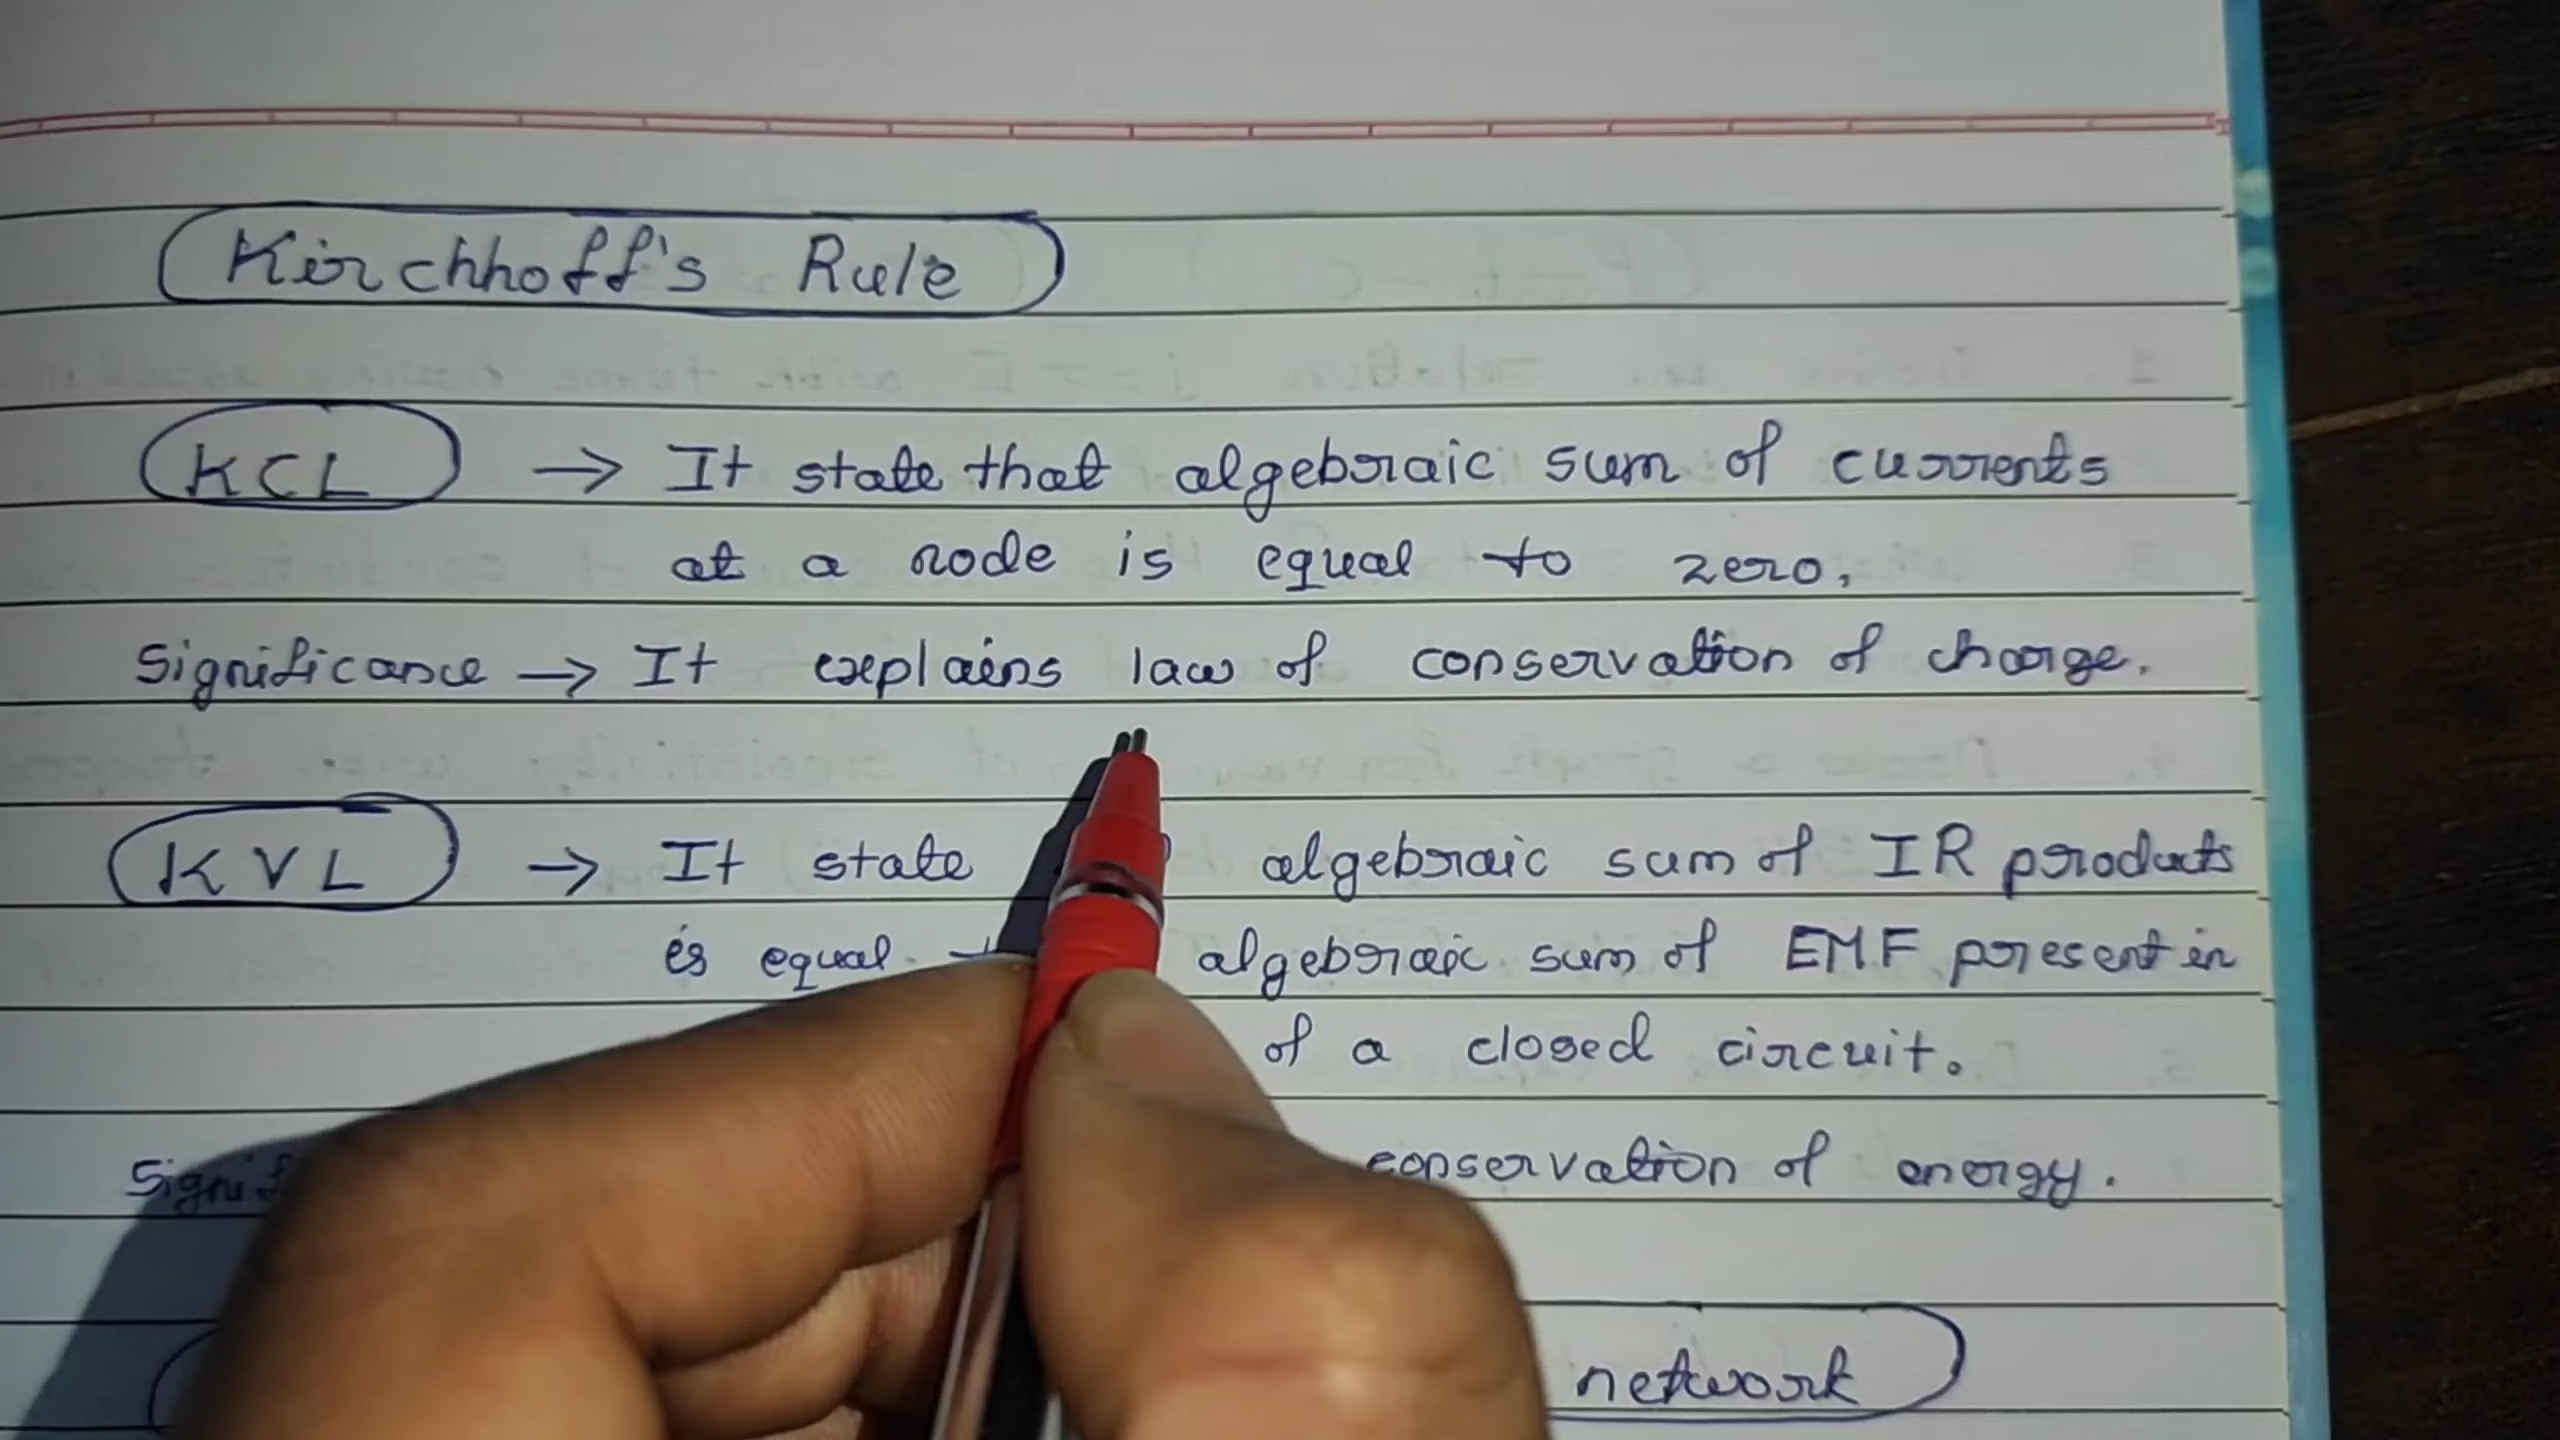 Kirchhoff's Rule
KCL → It state that algebraic sum of currents
at a node is equal to zero.
Significance → It explains law of conservation of charge.
KVL → It state algebraic sum of IR products
is equal algebraic sum of EMF present in
of a closed circuit.
conservation of energy.
network